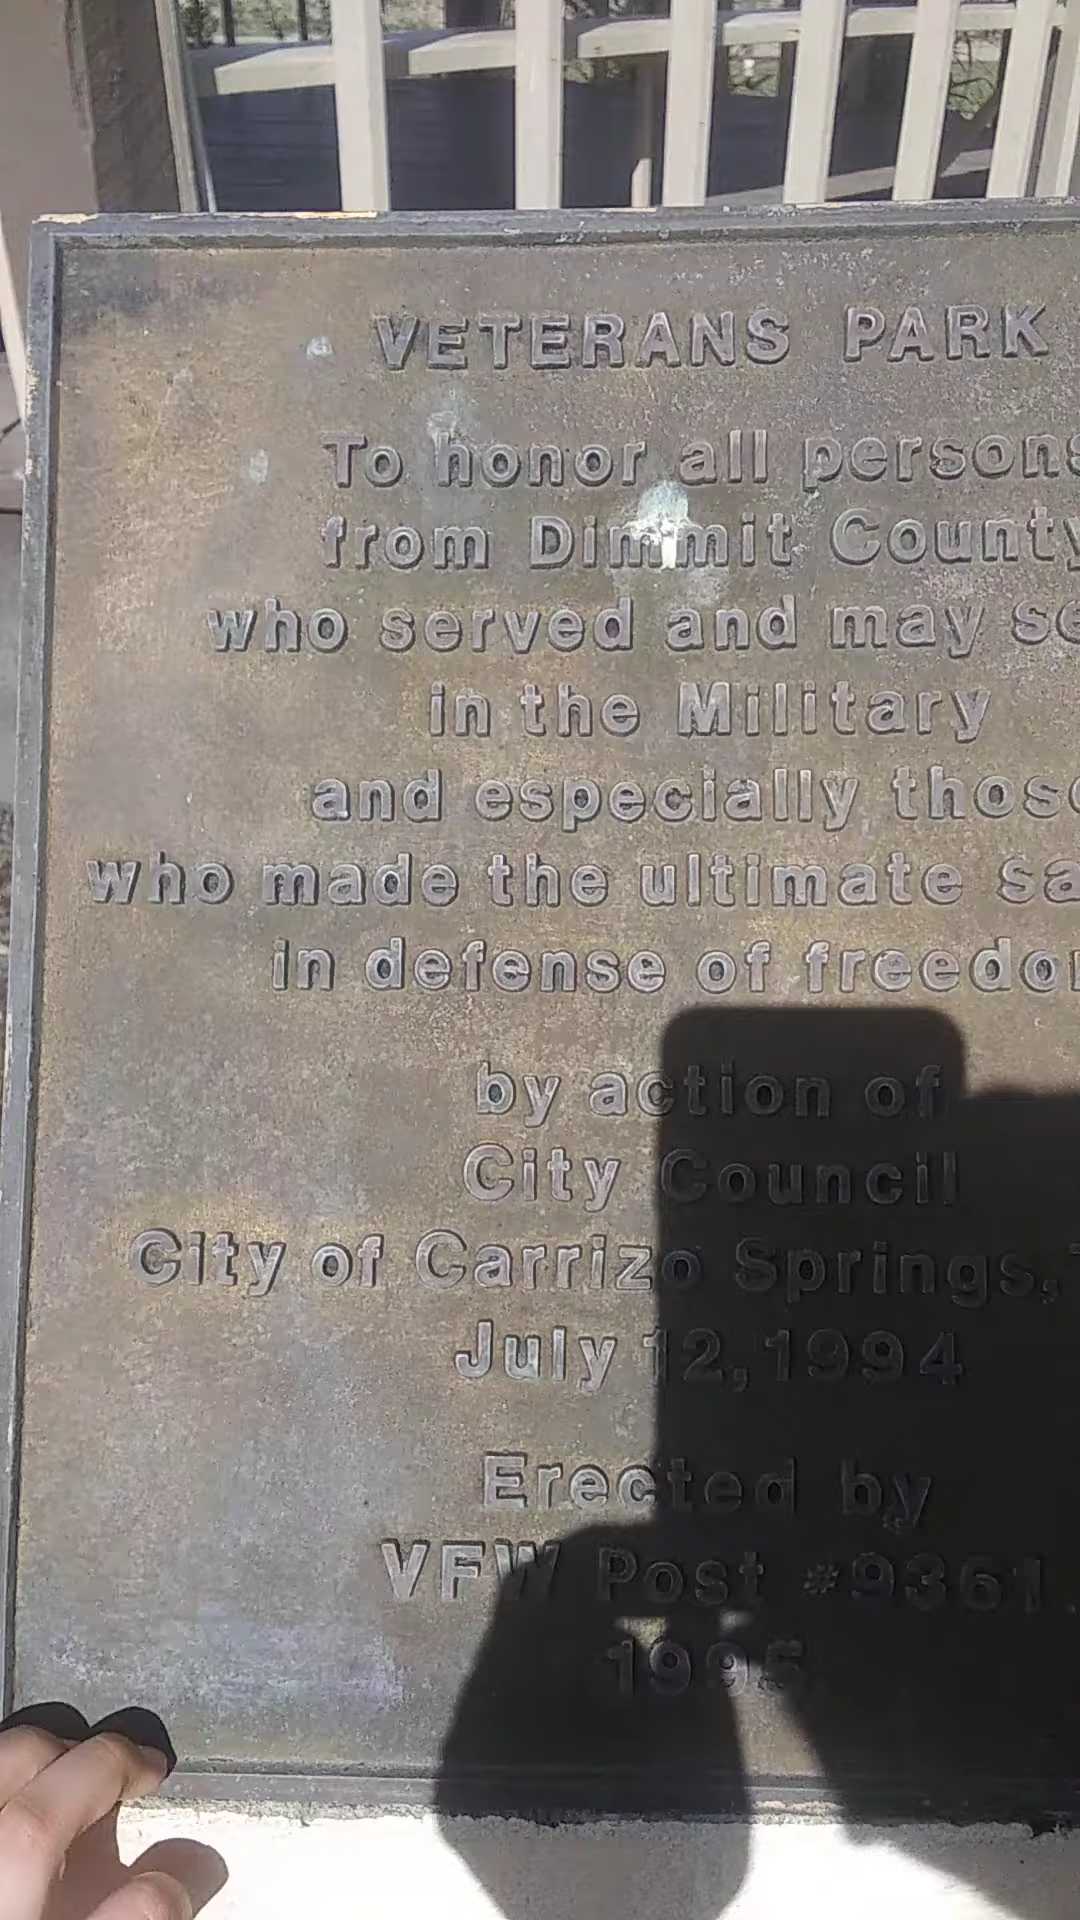 VETERANS PARK
To honor all persons
from Dimmit County
who served and may se
in the Military
and especially those
who made the ultimate sa
in defense of freedom
by action of
City Council
City of Carrizo Springs,
July 12, 1994
Erected by
VFW Post #9361
1995